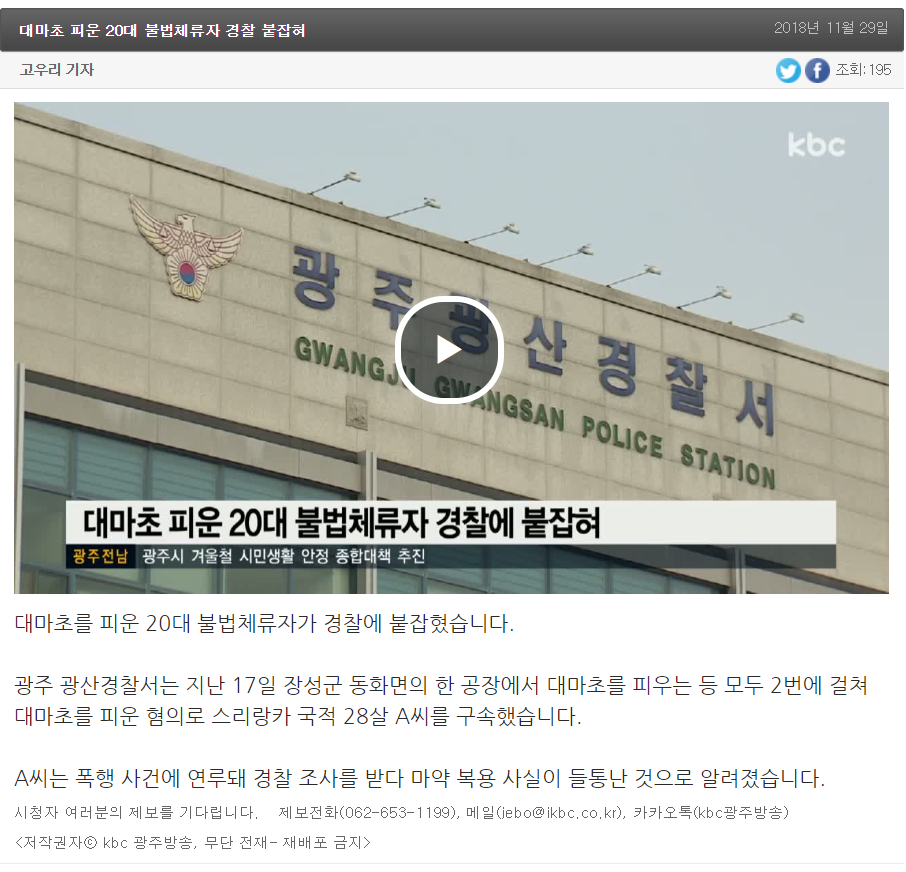 대마초 피운 20대 불법체류자 경찰 붙잡혀
2018년 11월 29일
고우리 기자
조회:195
kbc
광주광산경찰서
GWANGJU GWANGSAN POLICE STATION
대마초 피운 20대 불법체류자 경찰에 붙잡혀
광주전남 광주시 겨울철 시민생활 안정 종합대책 추진
대마초를 피운 20대 불법체류자가 경찰에 붙잡혔습니다.
광주 광산경찰서는 지난 17일 장성군 동화면의 한 공장에서 대마초를 피우는 등 모두 2번에 걸쳐
대마초를 피운 혐의로 스리랑카 국적 28살 A씨를 구속했습니다.
A씨는 폭행 사건에 연루돼 경찰 조사를 받다 마약 복용 사실이 들통난 것으로 알려졌습니다.
시청자 여러분의 제보를 기다립니다. 제보전화(062-653-1199), 메일(jebo@ikbc.co.kr), 카카오톡(kbc광주방송)
<저작권자ⓒ kbc 광주방송, 무단 전재- 재배포 금지>